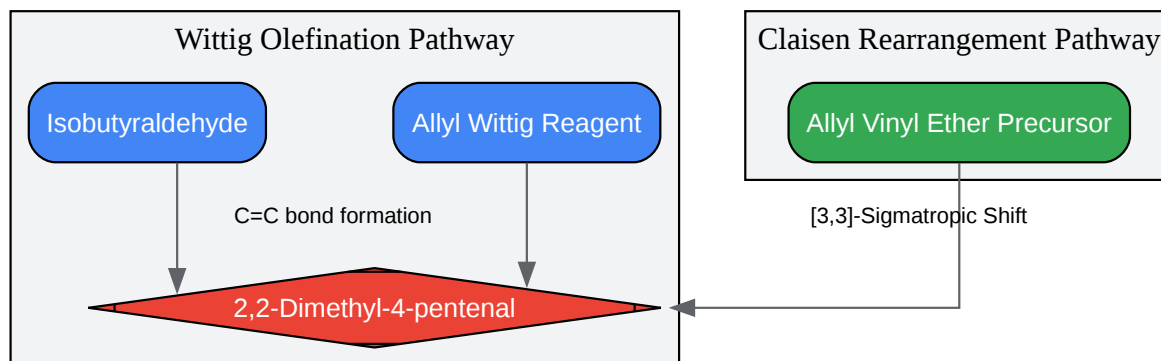 Wittig Olefination Pathway
Claisen Rearrangement Pathway
Isobutyraldehyde
Allyl Wittig Reagent
Allyl Vinyl Ether Precursor
C=C bond formation
[3,3]-Sigmatropic Shift
2,2-Dimethyl-4-pentenal